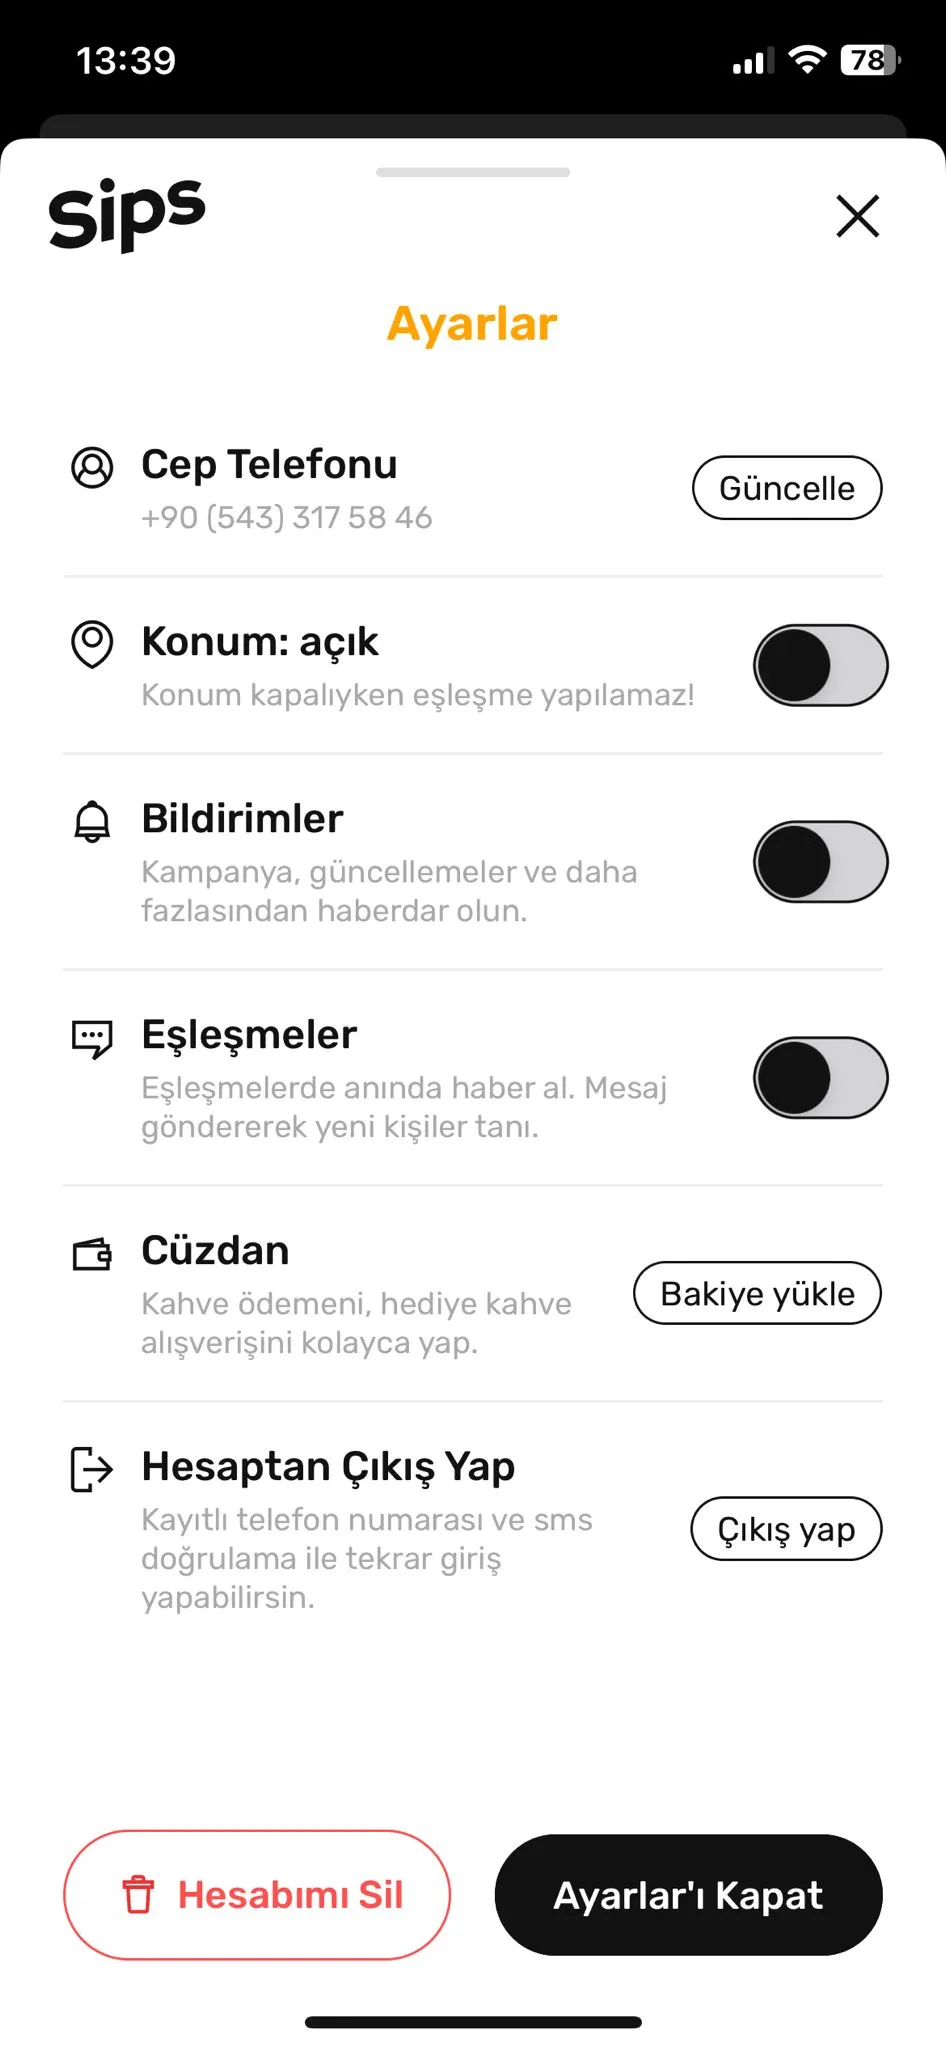 13:39
78
sips
Ayarlar
Cep Telefonu
+90 (543) 317 58 46
Güncelle
Konum: açık
Konum kapalıyken eşleşme yapılamaz!
Bildirimler
Kampanya, güncellemeler ve daha
fazlasından haberdar olun.
Eşleşmeler
Eşleşmelerde anında haber al. Mesaj
göndererek yeni kişiler tanı.
Cüzdan
Kahve ödemeni, hediye kahve
alışverişini kolayca yap.
Bakiye yükle
Hesaptan Çıkış Yap
Kayıtlı telefon numarası ve sms
doğrulama ile tekrar giriş
yapabilirsin.
Çıkış yap
Hesabımı Sil
Ayarlar'ı Kapat